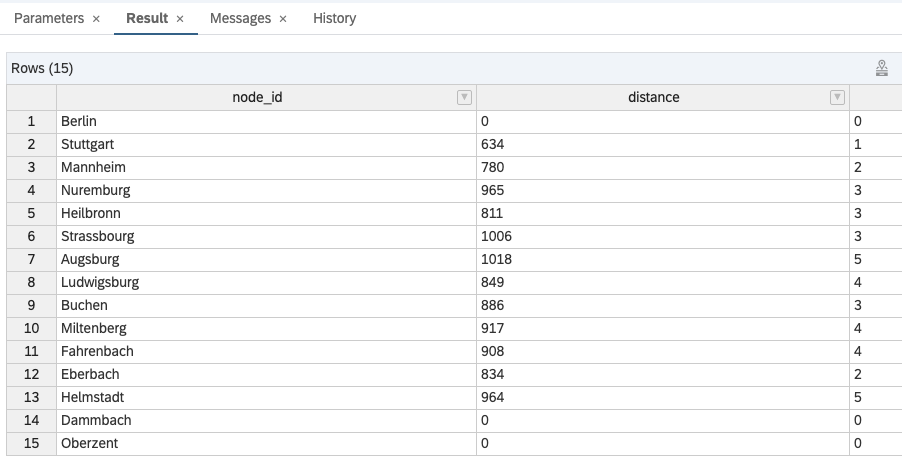 Parameters × Result × Messages × History
Rows (15)
node_id distance
1 Berlin 0 0
2 Stuttgart 634 1
3 Mannheim 780 2
4 Nuremburg 965 3
5 Heilbronn 811 3
6 Strassbourg 1006 3
7 Augsburg 1018 5
8 Ludwigsburg 849 4
9 Buchen 886 3
10 Miltenberg 917 4
11 Fahrenbach 908 4
12 Eberbach 834 2
13 Helmstadt 964 5
14 Dammbach 0 0
15 Oberzent 0 0